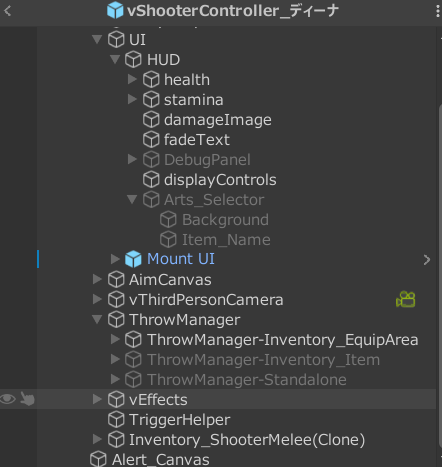 vShooterController_ディーナ
UI
HUD
health
stamina
damageImage
fadeText
DebugPanel
displayControls
Arts_Selector
Background
Item_Name
Mount UI
AimCanvas
vThirdPersonCamera
ThrowManager
ThrowManager-Inventory_EquipArea
ThrowManager-Inventory_Item
ThrowManager-Standalone
vEffects
TriggerHelper
Inventory_ShooterMelee(Clone)
Alert_Canvas